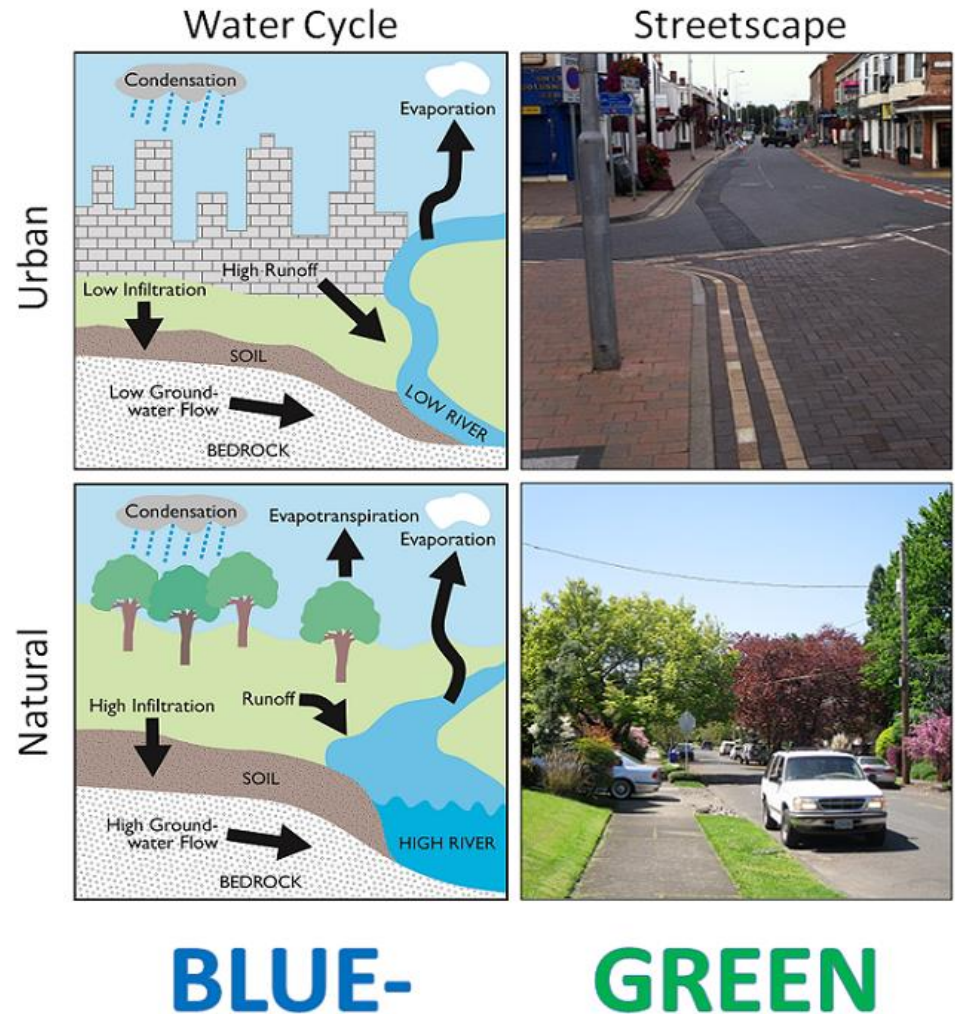 Water Cycle
Streetscape
Urban
Condensation
Evaporation
High Runoff
Low Infiltration
SOIL
Low Ground-
water Flow
LOW RIVER
BEDROCK
Natural
Condensation
Evapotranspiration
Evaporation
High Infiltration
Runoff
SOIL
High Ground-
water Flow
HIGH RIVER
BEDROCK
BLUE-
GREEN